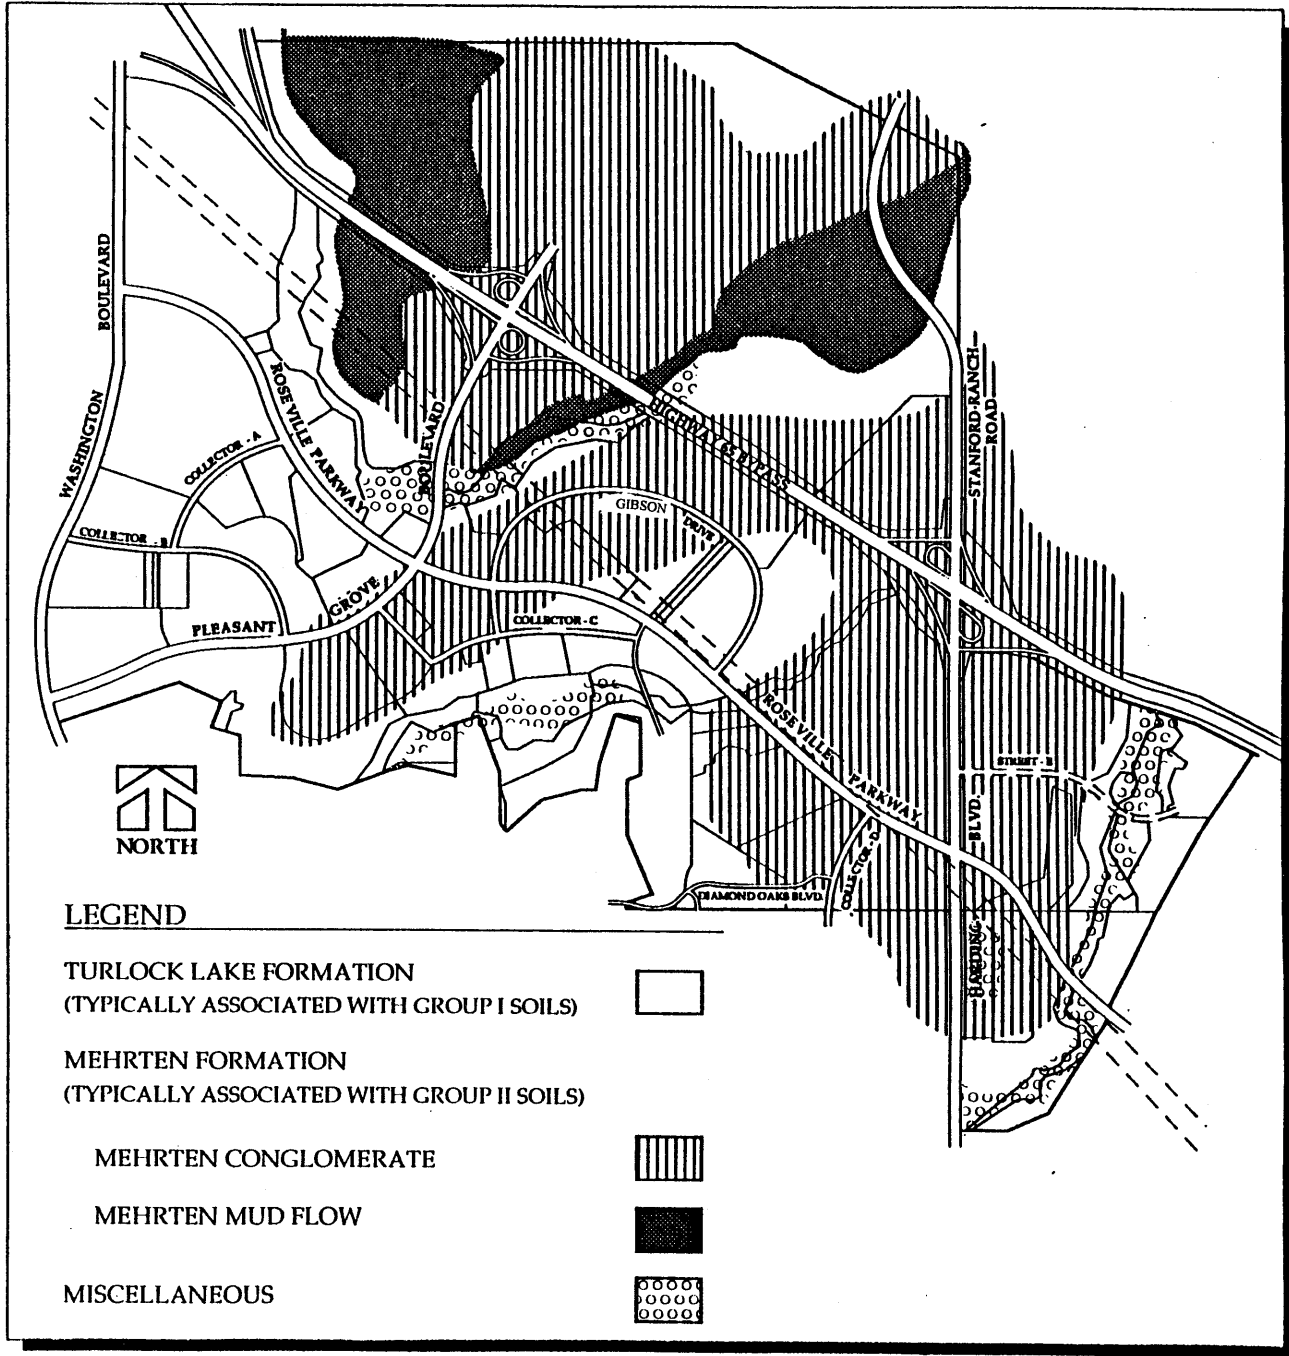 BOULEVARD
WASHINGTON
ROSEVILLE PARKWAY
COLLECTOR - A
COLLECTOR - B
BOULEVARD
GROVE
PLEASANT
GIBSON
DRIVE
COLLECTOR - C
HIGHWAY 65 BYPASS
STANFORD RANCH
ROAD
ROSEVILLE PARKWAY
STREET - E
BLVD.
HARDING
COLLECTOR - D
DIAMOND OAKS BLVD.
NORTH
LEGEND
TURLOCK LAKE FORMATION
(TYPICALLY ASSOCIATED WITH GROUP I SOILS)
MEHRTEN FORMATION
(TYPICALLY ASSOCIATED WITH GROUP II SOILS)
MEHRTEN CONGLOMERATE
MEHRTEN MUD FLOW
MISCELLANEOUS